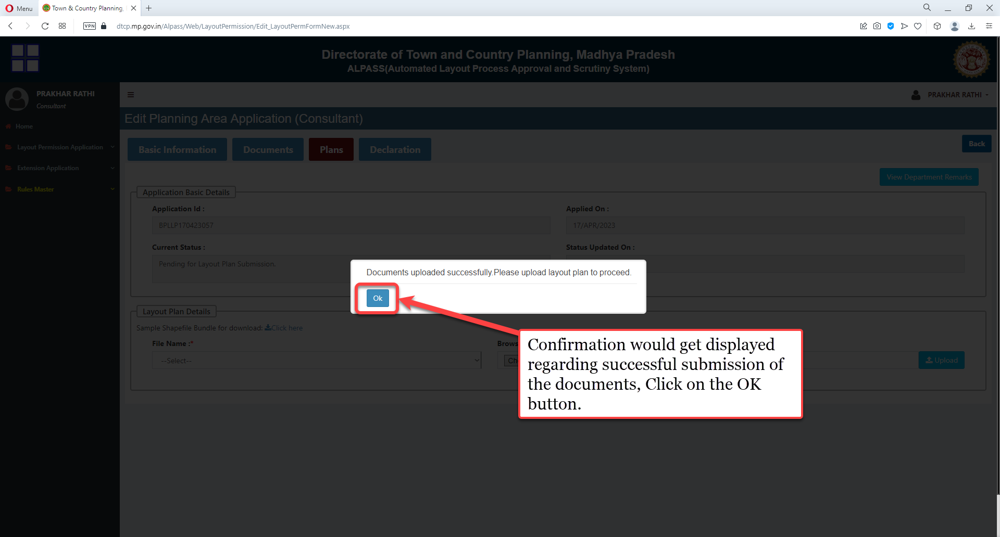 Menu
Town & Country Planning,
VPN
dtcp.mp.gov.in/Alpass/Web/LayoutPermission/Edit_LayoutPermFormNew.aspx
Directorate of Town and Country Planning, Madhya Pradesh
ALPASS(Automated Layout Process Approval and Scrutiny System)
PRAKHAR RATHI
Consultant
PRAKHAR RATHI
Home
Layout Permission Application
Extension Application
Rules Master
Edit Planning Area Application (Consultant)
Basic Information
Documents
Plans
Declaration
Back
View Department Remarks
Application Basic Details
Application Id :
Applied On :
BPLLP170423057
17/APR/2023
Current Status :
Status Updated On :
Pending for Layout Plan Submission.
Documents uploaded successfully.Please upload layout plan to proceed.
Ok
Layout Plan Details
Sample Shapefile Bundle for download: Click here
File Name :*
--Select--
Upload
Confirmation would get displayed
regarding successful submission of
the documents, Click on the OK
button.